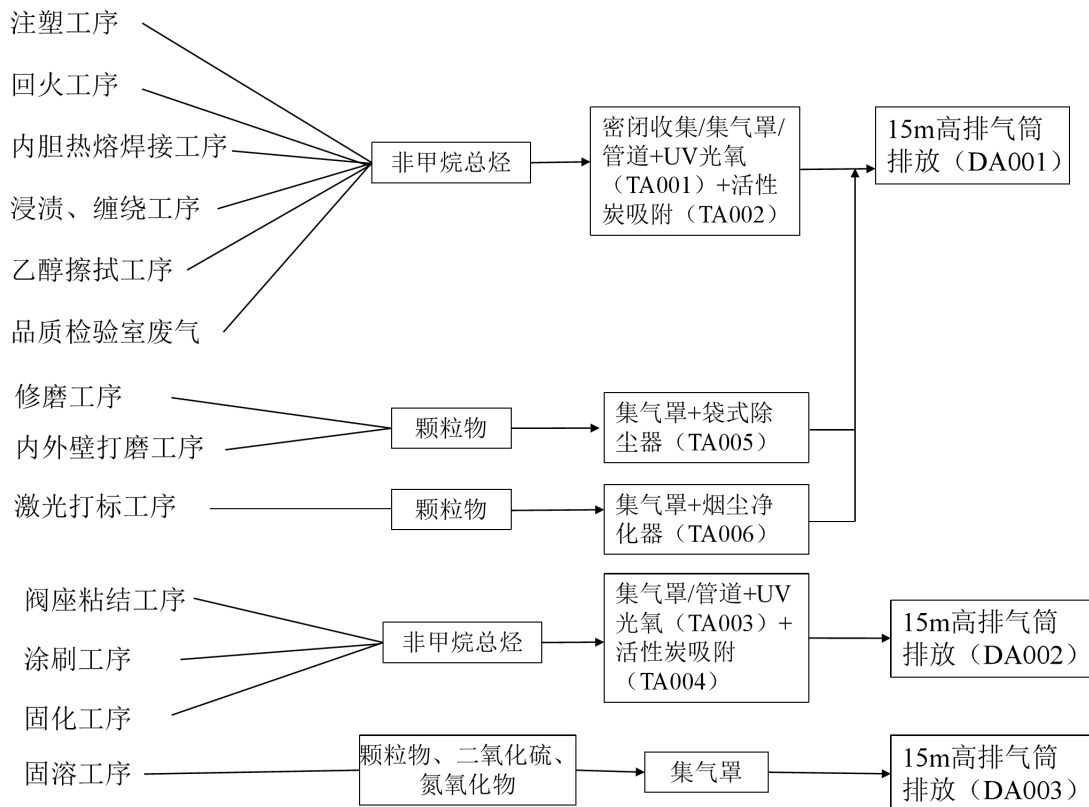 注塑工序
回火工序
内胆热熔焊接工序
浸渍、缠绕工序
乙醇擦拭工序
品质检验室废气
非甲烷总烃
密闭收集/集气罩/
管道+UV光氧
（TA001）+活性
炭吸附（TA002）
15m高排气筒
排放（DA001）
修磨工序
内外壁打磨工序
颗粒物
集气罩+袋式除
尘器（TA005）
激光打标工序
颗粒物
集气罩+烟尘净
化器（TA006）
阀座粘结工序
涂刷工序
固化工序
非甲烷总烃
集气罩/管道+UV
光氧（TA003）+
活性炭吸附
（TA004）
15m高排气筒
排放（DA002）
固溶工序
颗粒物、二氧化硫、
氮氧化物
集气罩
15m高排气筒
排放（DA003）